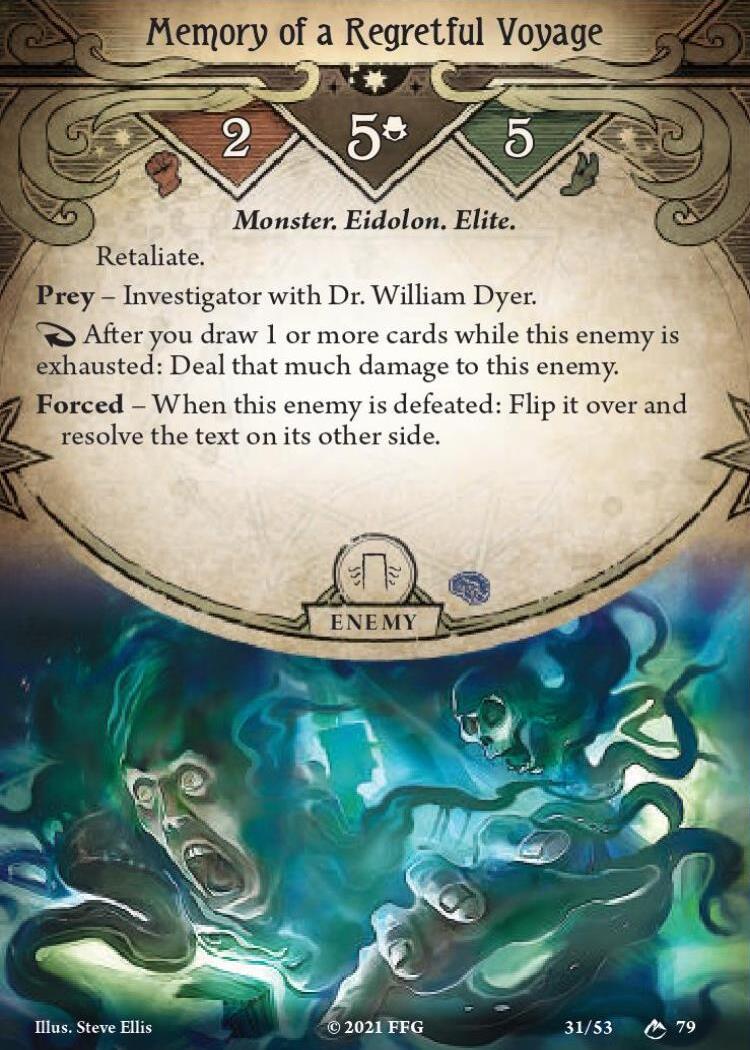 Memory of a Regretful Voyage
2 5 5
Monster. Eidolon. Elite.
Retaliate.
Prey – Investigator with Dr. William Dyer.
After you draw 1 or more cards while this enemy is
exhausted: Deal that much damage to this enemy.
Forced – When this enemy is defeated: Flip it over and
resolve the text on its other side.
ENEMY
Illus. Steve Ellis © 2021 FFG 31/53 79